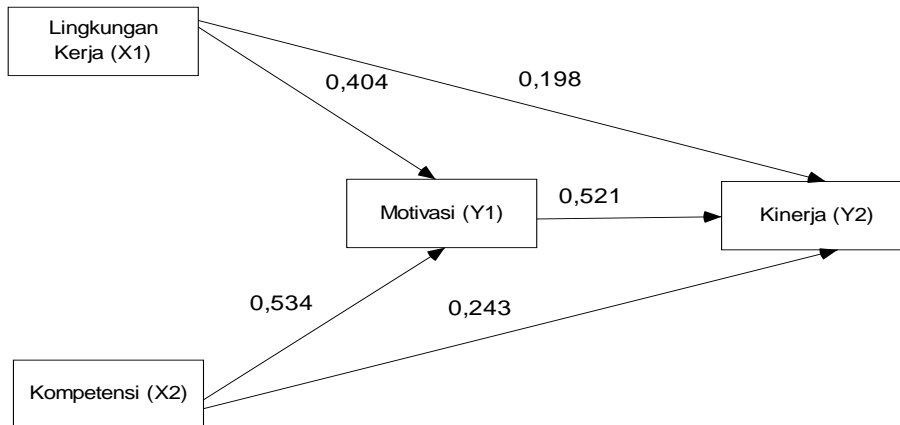 Lingkungan
Kerja (X1)
0,404
0,198
Motivasi (Y1)
0,521
Kinerja (Y2)
0,534
0,243
Kompetensi (X2)